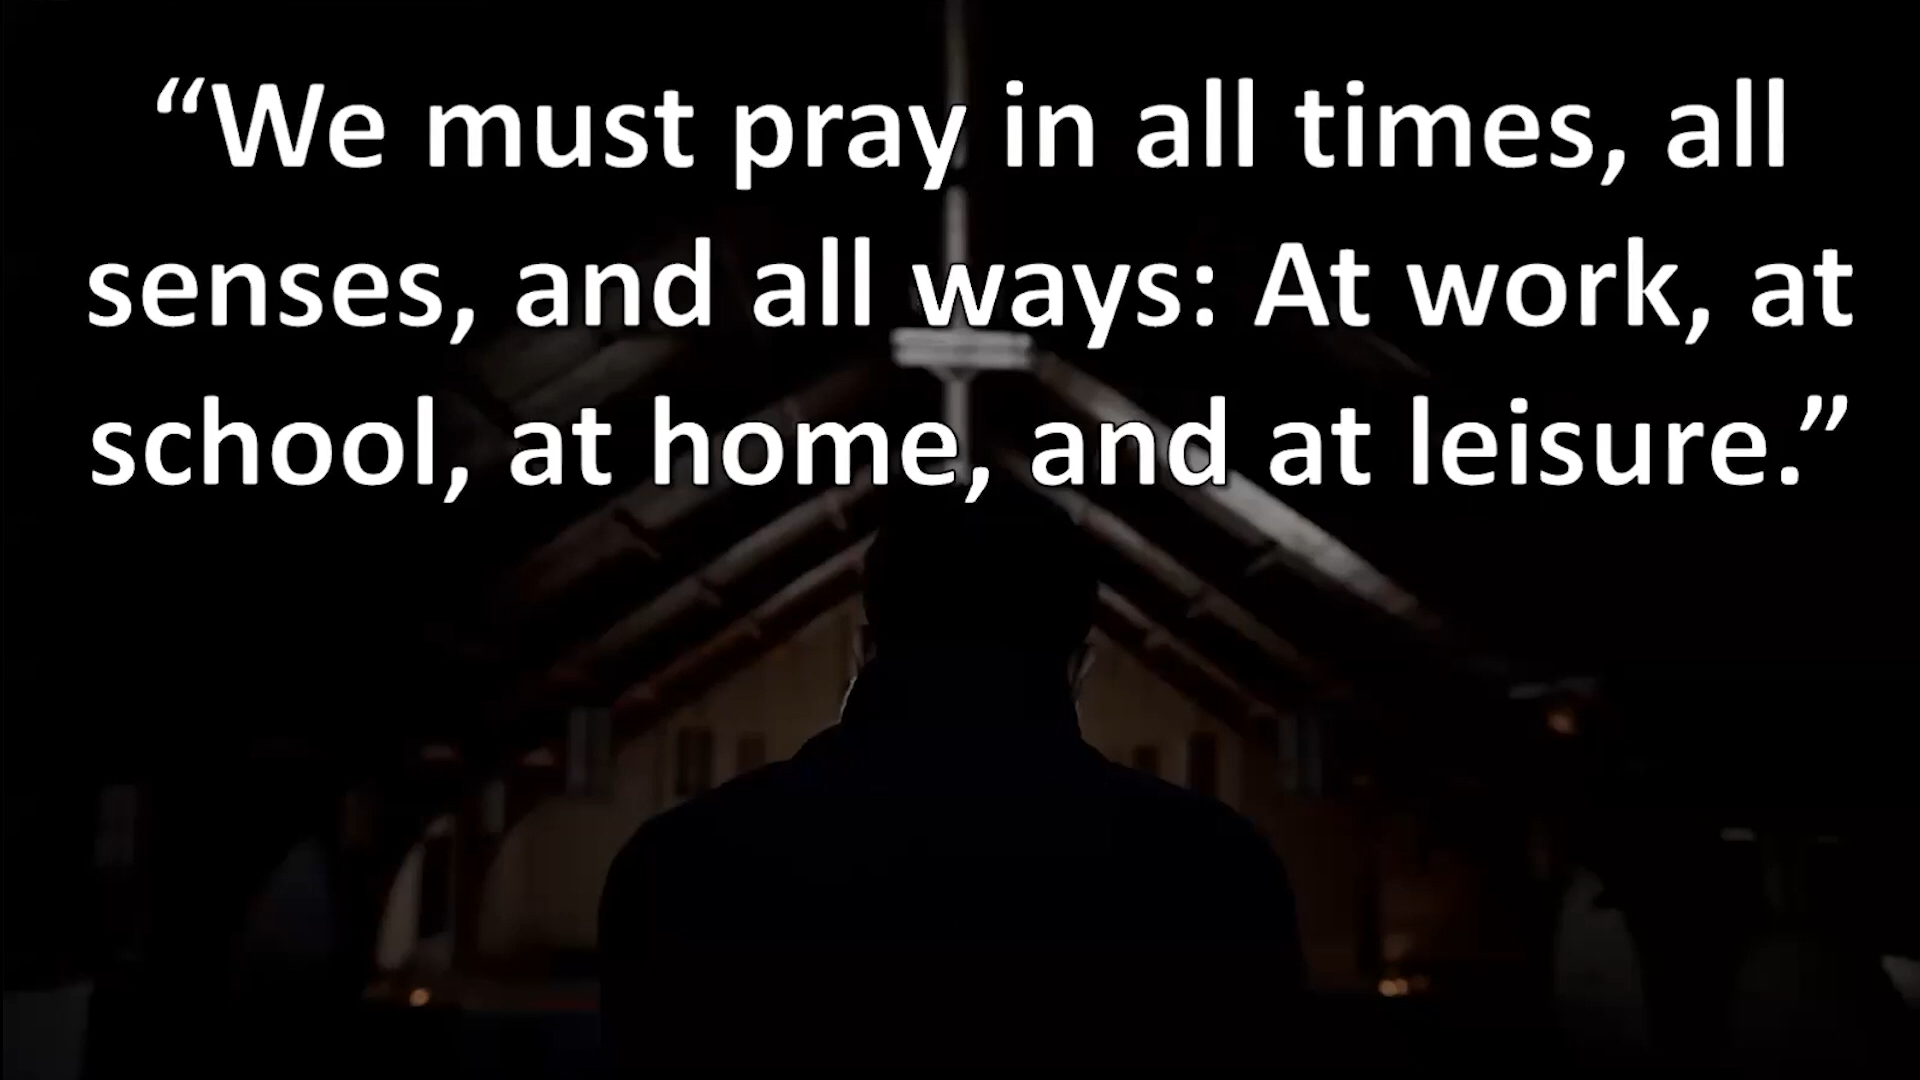 “We must pray in all times, all
senses, and all ways: At work, at
school, at home, and at leisure.”